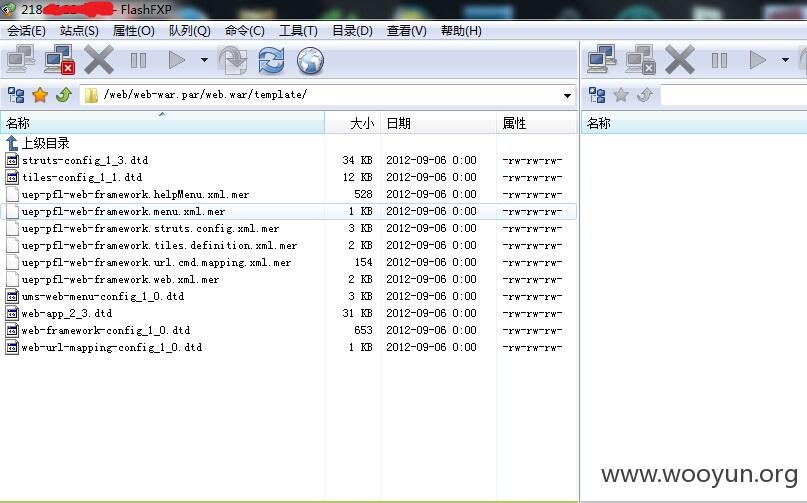 218 - FlashFXP
会话(E) 站点(S) 属性(O) 队列(Q) 命令(C) 工具(T) 目录(D) 查看(V) 帮助(H)
/web/web-war.par/web.war/template/
名称 大小 日期 属性 名称
上级目录
struts-config_1_3.dtd 34 KB 2012-09-06 0:00 -rw-rw-rw-
tiles-config_1_1.dtd 12 KB 2012-09-06 0:00 -rw-rw-rw-
uep-pfl-web-framework.helpMenu.xml.mer 528 2012-09-06 0:00 -rw-rw-rw-
uep-pfl-web-framework.menu.xml.mer 1 KB 2012-09-06 0:00 -rw-rw-rw-
uep-pfl-web-framework.struts.config.xml.mer 3 KB 2012-09-06 0:00 -rw-rw-rw-
uep-pfl-web-framework.tiles.definition.xml.mer 2 KB 2012-09-06 0:00 -rw-rw-rw-
uep-pfl-web-framework.url.cmd.mapping.xml.mer 154 2012-09-06 0:00 -rw-rw-rw-
uep-pfl-web-framework.web.xml.mer 2 KB 2012-09-06 0:00 -rw-rw-rw-
ums-web-menu-config_1_0.dtd 3 KB 2012-09-06 0:00 -rw-rw-rw-
web-app_2_3.dtd 31 KB 2012-09-06 0:00 -rw-rw-rw-
web-framework-config_1_0.dtd 653 2012-09-06 0:00 -rw-rw-rw-
web-url-mapping-config_1_0.dtd 1 KB 2012-09-06 0:00 -rw-rw-rw-
www.wooyun.org